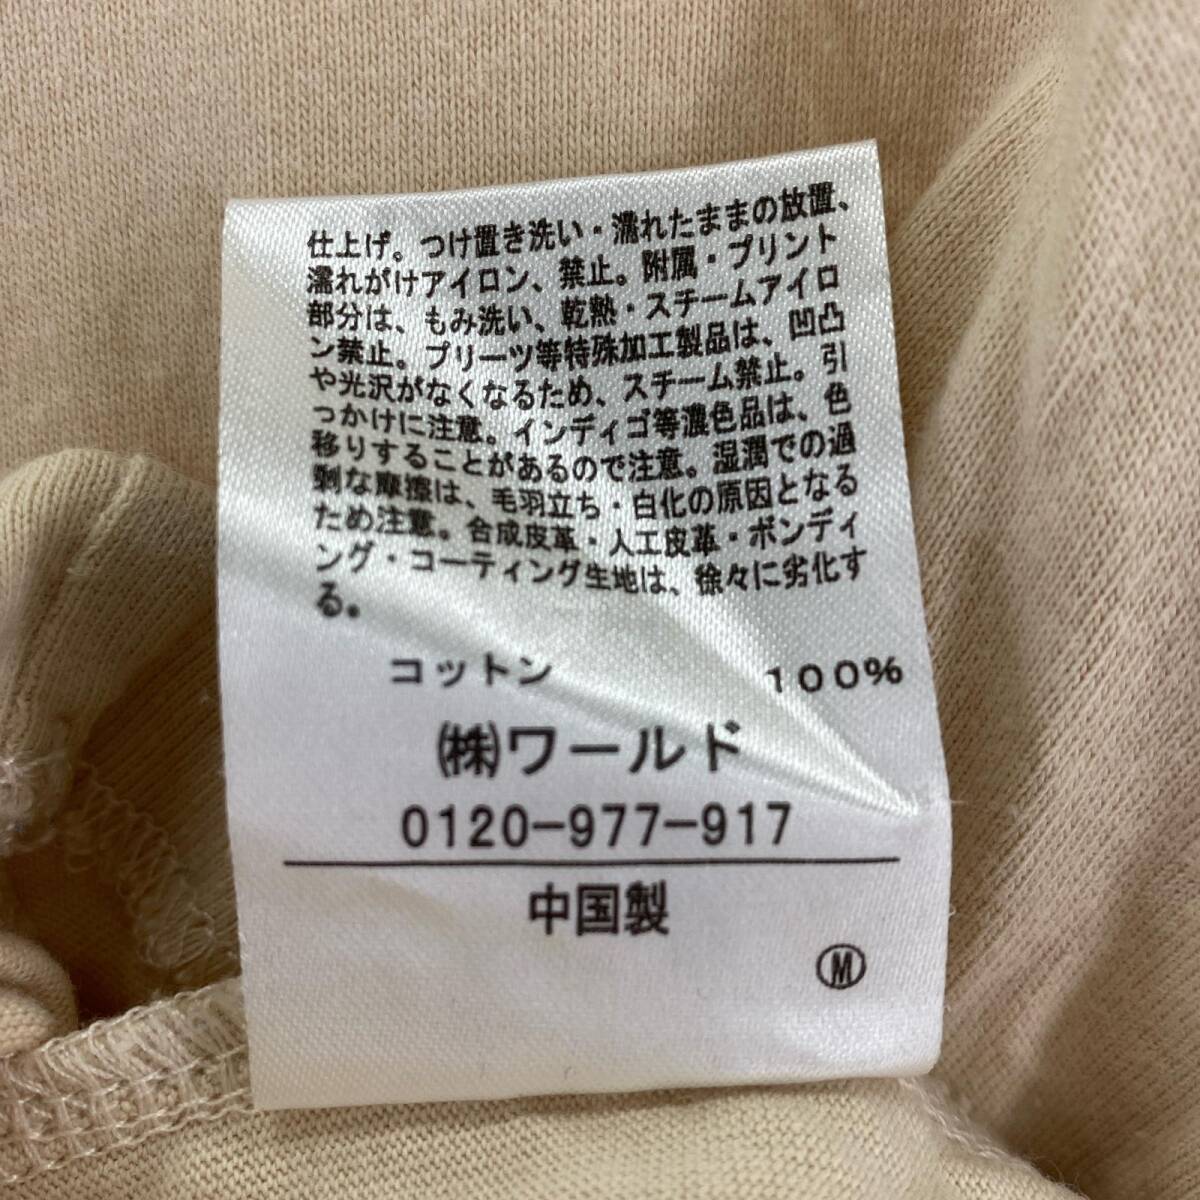 仕上げ。つけ置き洗い・濡れたままの放置、
濡れがけアイロン、禁止。附属・プリント
部分は、もみ洗い、乾熱・スチームアイロ
ン禁止。プリーツ等特殊加工製品は、凹凸
や光沢がなくなるため、スチーム禁止。引
っかけに注意。インディゴ等濃色品は、色
移りすることがあるので注意。湿潤での過
剰な摩擦は、毛羽立ち・白化の原因となる
ため注意。合成皮革・人工皮革・ボンディ
ング・コーティング生地は、徐々に劣化す
る。
コットン 100%
㈱ワールド
0120-977-917
中国製
Ⓜ